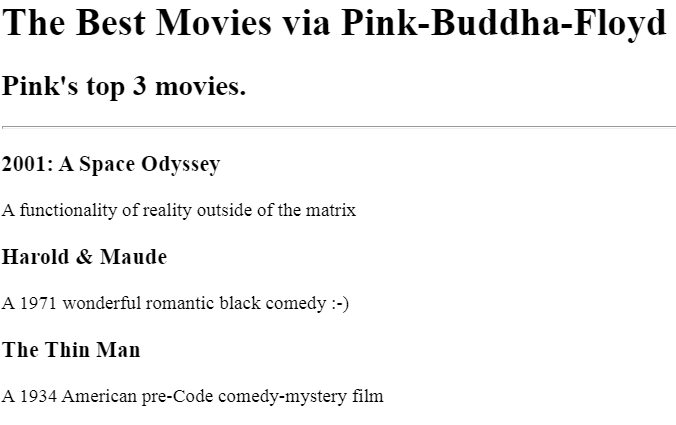 The Best Movies via Pink-Buddha-Floyd
Pink's top 3 movies.
2001: A Space Odyssey
A functionality of reality outside of the matrix
Harold & Maude
A 1971 wonderful romantic black comedy :-)
The Thin Man
A 1934 American pre-Code comedy-mystery film